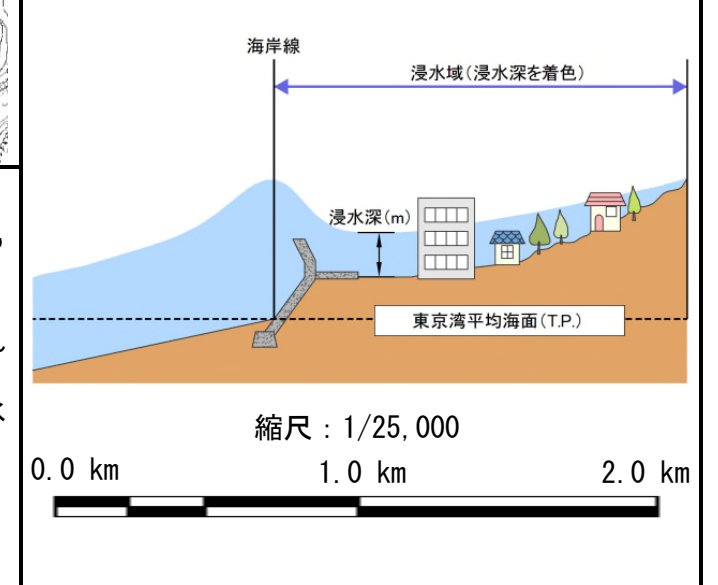 海岸線
浸水域(浸水深を着色)
浸水深(m)
東京湾平均海面(T.P.)
縮尺:1/25,000
0.0 km 1.0 km 2.0 km